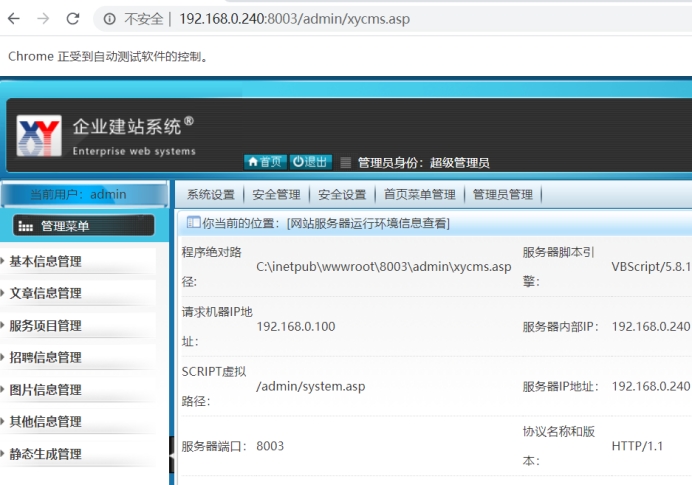 不安全 | 192.168.0.240:8003/admin/xycms.asp
Chrome 正受到自动测试软件的控制。
XY 企业建站系统®
Enterprise web systems
首页 退出 管理员身份：超级管理员
当前用户：admin
系统设置 | 安全管理 | 安全设置 | 首页菜单管理 | 管理员管理 |
管理菜单
你当前的位置：[网站服务器运行环境信息查看]
基本信息管理
文章信息管理
服务项目管理
招聘信息管理
图片信息管理
其他信息管理
静态生成管理
程序绝对路
径：
C:\inetpub\wwwroot\8003\admin\xycms.asp
服务器脚本引
擎：
VBScript/5.8.1
请求机器IP地
址：
192.168.0.100
服务器内部IP：
192.168.0.240
SCRIPT虚拟
路径：
/admin/system.asp
服务器IP地址：
192.168.0.240
服务器端口：
8003
协议名称和版
本：
HTTP/1.1